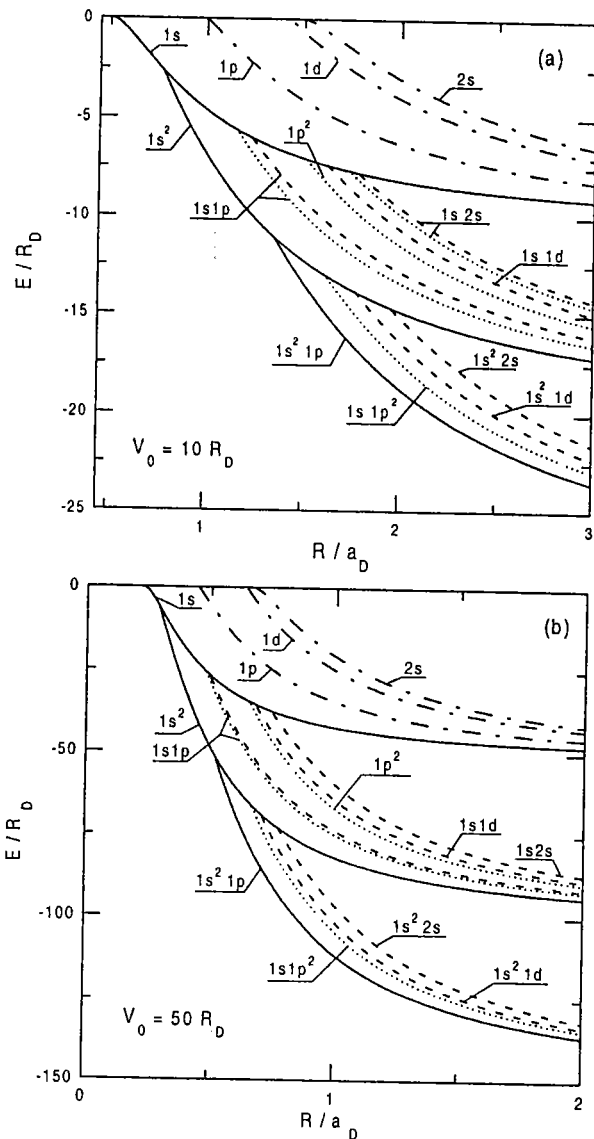 0
-5
-10
-15
-20
-25
E / R_D
1s
1p
1d
2s
(a)
1s²
1p²
1s1p
1s 2s
1s 1d
1s² 1p
1s² 2s
1s² 1d
1s 1p²
V_0 = 10 R_D
1
2
3
R / a_D
0
-50
-100
-150
E / R_D
1s
1d
2s
(b)
1p
1s²
1s1p
1p²
1s1d
1s2s
1s² 1p
1s² 2s
1s1p²
1s² 1d
V_0 = 50 R_D
0
1
2
R / a_D